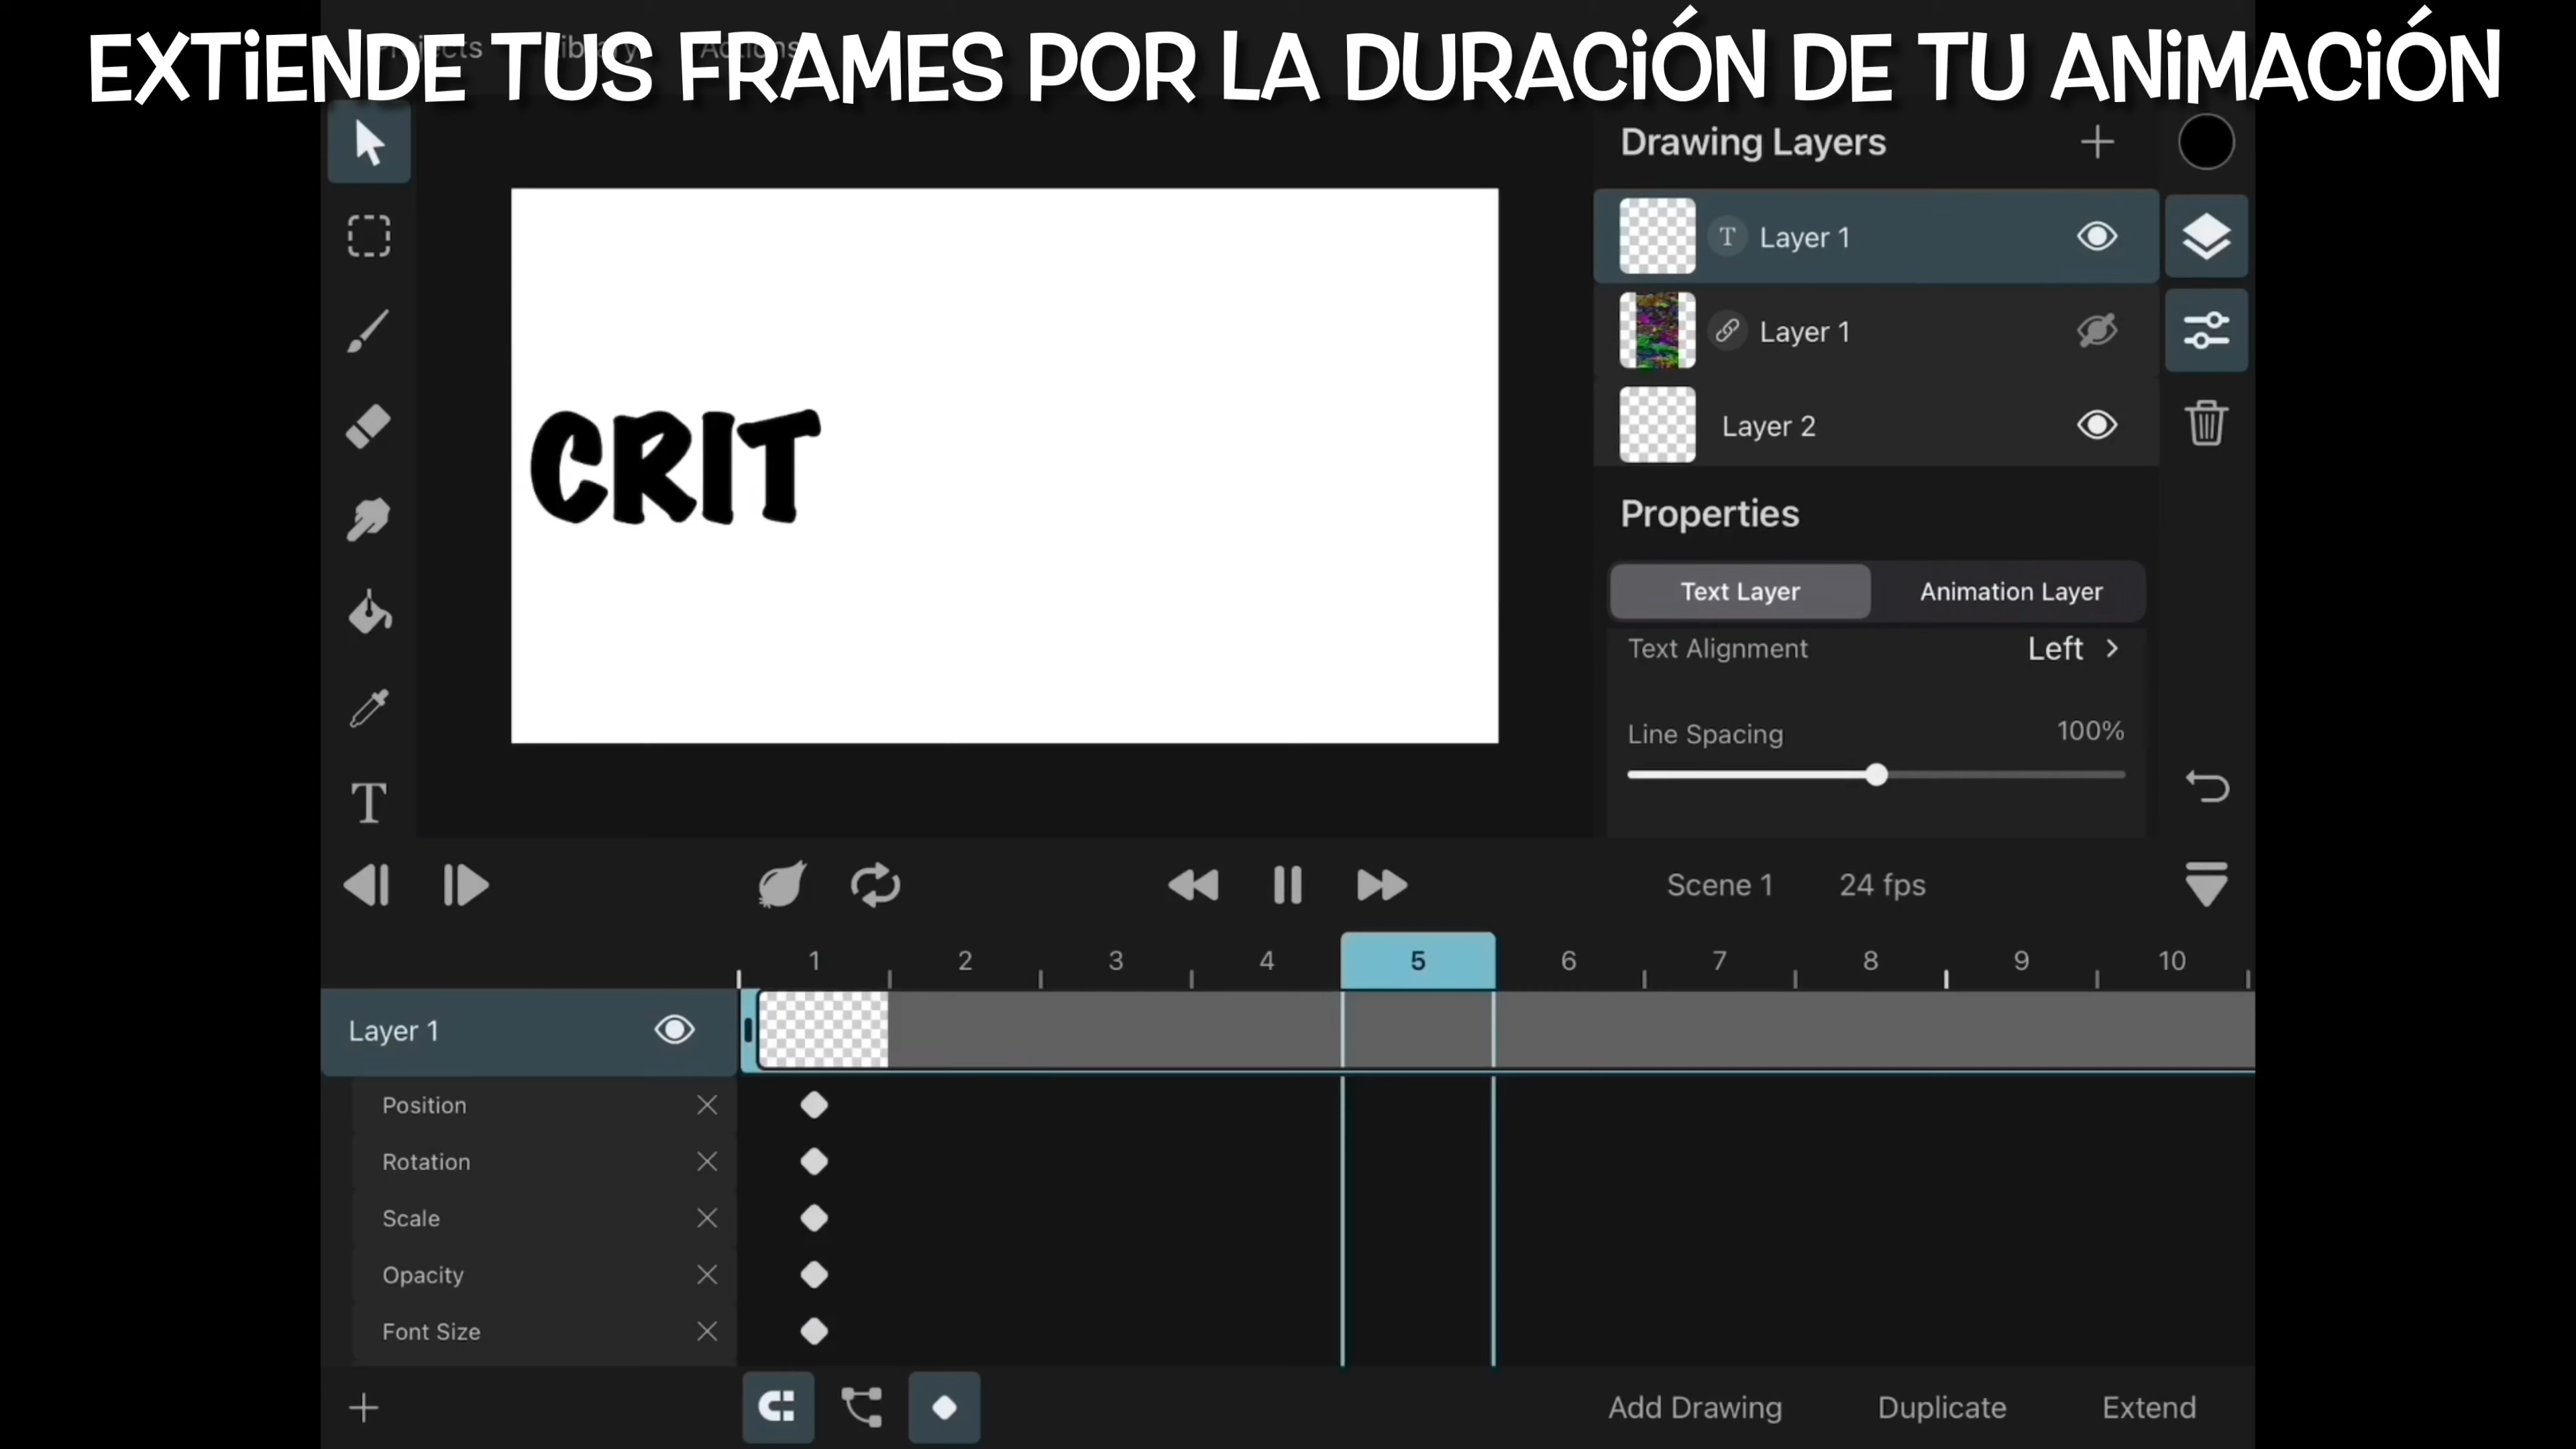 EXTIENDE TUS FRAMES POR LA DURACIÓN DE TU ANIMACIÓN
Drawing Layers
T Layer 1
Layer 1
Layer 2
CRIT
Properties
Text Layer Animation Layer
Text Alignment Left
Line Spacing 100%
T
Scene 1 24 fps
1 2 3 4 5 6 7 8 9 10
Layer 1
Position
Rotation
Scale
Opacity
Font Size
Add Drawing Duplicate Extend